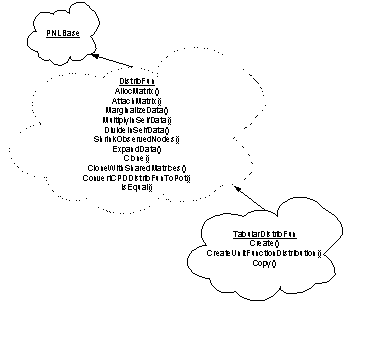 PNLBase
DistribFun
AllocMatrix()
AttachMatrix()
MarginalizeData()
MultiplyInSelfData()
DivideInSelfData()
ShrinkObservedNodes()
ExpandData()
Clone()
CloneWithSharedMatrices()
ConvertCPDDistribFunToPot()
IsEqual()
TabularDistribFun
Create()
CreateUnitFunctionDistribution()
Copy()